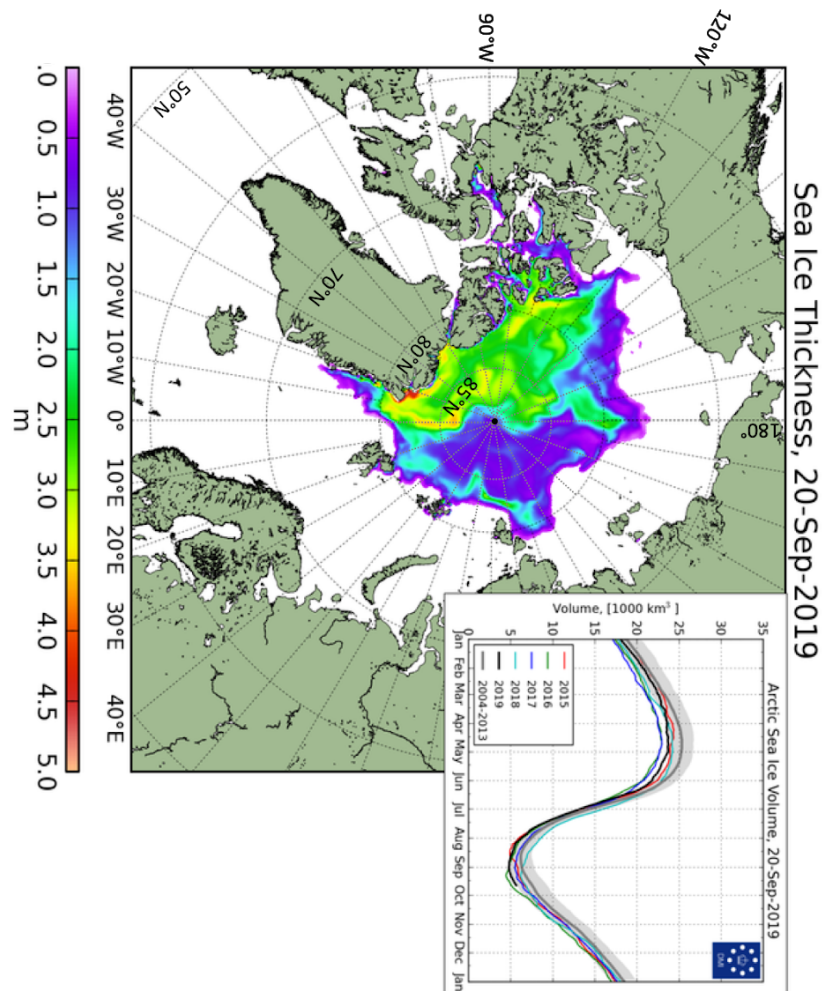 Sea Ice Thickness, 20-Sep-2019
120°W
90°W
50°N
40°W
30°W
20°W
10°W
0°
10°E
20°E
30°E
40°E
180°
70°N
80°N
85°N
.0 0.5 1.0 1.5 2.0 2.5 3.0 3.5 4.0 4.5 5.0
m
Arctic Sea Ice Volume, 20-Sep-2019
Volume, [1000 km³ ]
35
30
25
20
15
10
5
0
Jan Feb Mar Apr May Jun Jul Aug Sep Oct Nov Dec Jan
2015
2016
2017
2018
2019
2004-2013
DMI